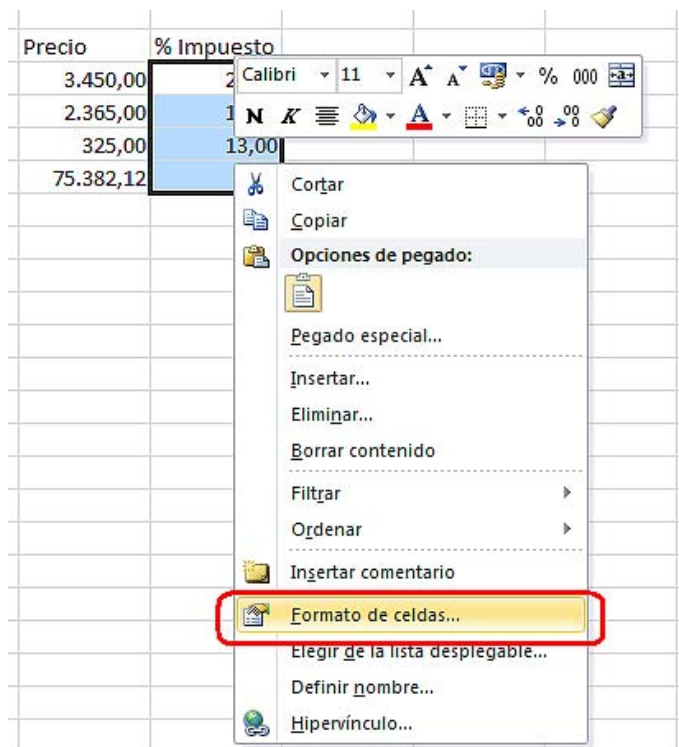 Precio % Impuesto
3.450,00 2
2.365,00 1
325,00 13,00
75.382,12
Calibri 11 A A % 000
N K A
Cortar
Copiar
Opciones de pegado:
Pegado especial...
Insertar...
Eliminar...
Borrar contenido
Filtrar
Ordenar
Insertar comentario
Formato de celdas...
Elegir de la lista desplegable...
Definir nombre...
Hipervínculo...